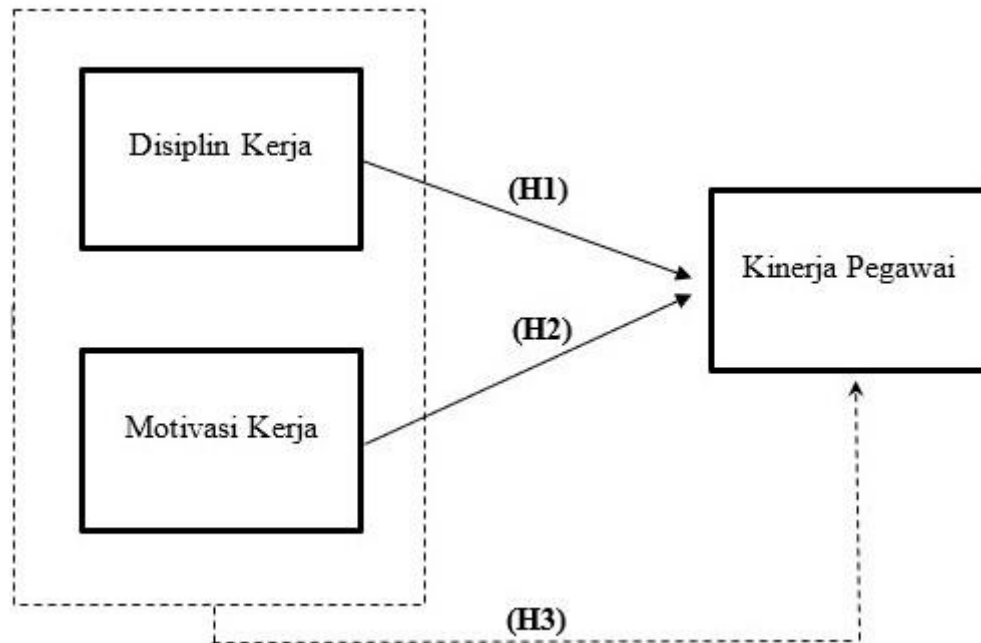 Disiplin Kerja
(H1)
Kinerja Pegawai
(H2)
Motivasi Kerja
(H3)